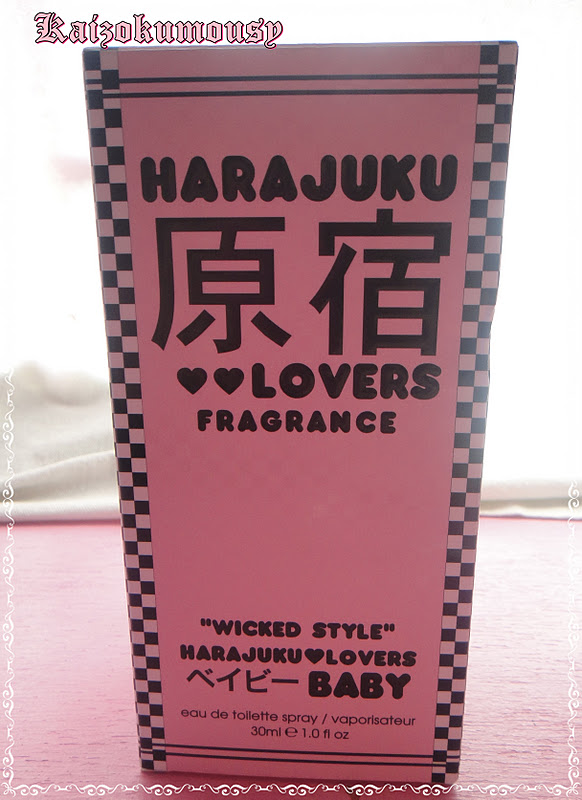 Kaizokumousy
HARAJUKU
原宿
♥♥LOVERS
FRAGRANCE
"WICKED STYLE"
HARAJUKU♥LOVERS
ベイビー BABY
eau de toilette spray / vaporisateur
30ml ℮ 1.0 fl oz